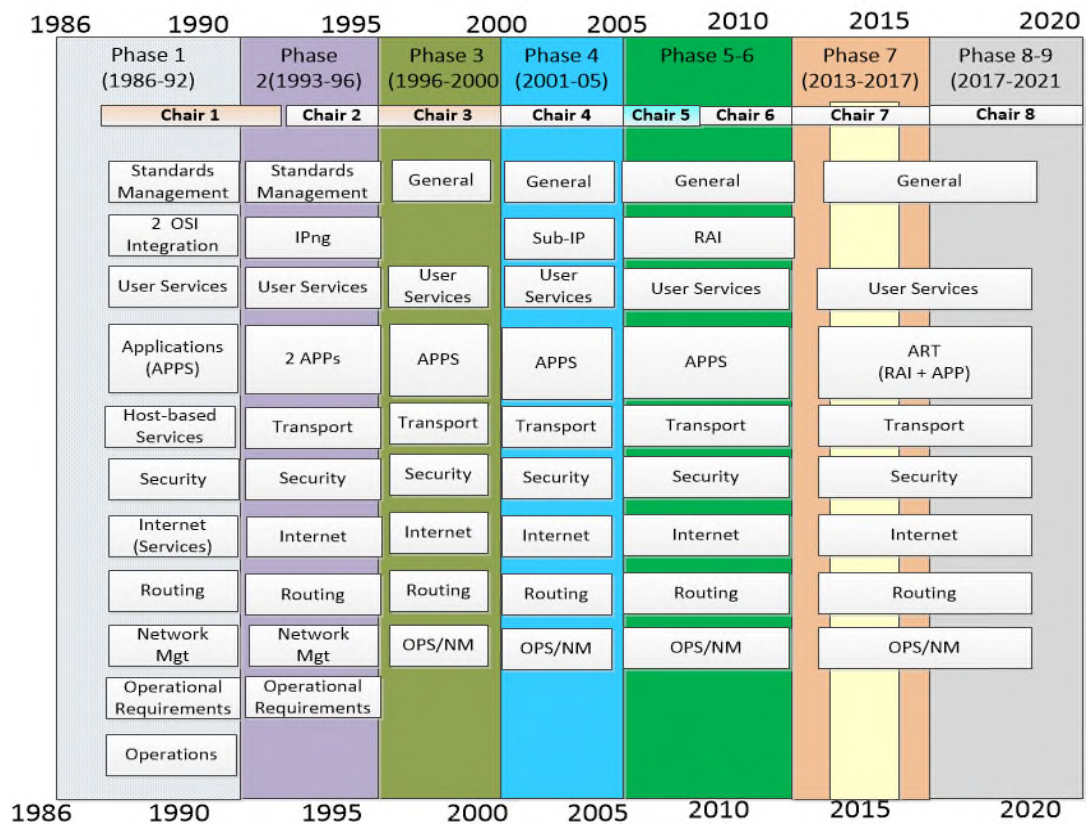 1986 1990 1995 2000 2005 2010 2015 2020
Phase 1 Phase Phase 3 Phase 4 Phase 5-6 Phase 7 Phase 8-9
(1986-92) 2(1993-96) (1996-2000 (2001-05) (2013-2017) (2017-2021
Chair 1 Chair 2 Chair 3 Chair 4 Chair 5 Chair 6 Chair 7 Chair 8
Standards Standards General General General General
Management Management
2 OSI IPng Sub-IP RAI
Integration
User Services User Services User User User Services User Services
Services Services
Applications 2 APPs APPS APPS APPS ART
(APPS) (RAI + APP)
Host-based Transport Transport Transport Transport Transport
Services
Security Security Security Security Security Security
Internet Internet Internet Internet Internet Internet
(Services)
Routing Routing Routing Routing Routing Routing
Network Network OPS/NM OPS/NM OPS/NM OPS/NM
Mgt Mgt
Operational Operational
Requirements Requirements
Operations
1986 1990 1995 2000 2005 2010 2015 2020